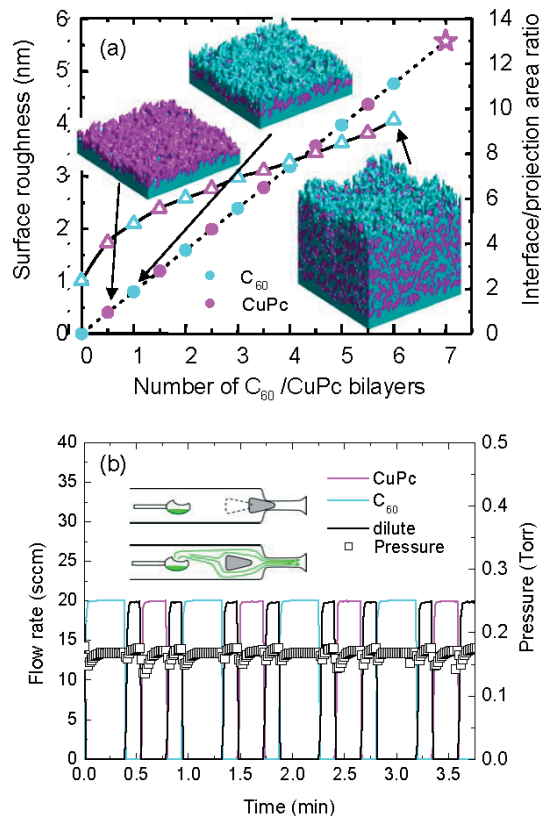 (a)
Surface roughness (nm)
6
5
4
3
2
1
0
Interface/projection area ratio
14
12
10
8
6
4
2
0
C60
CuPc
0 1 2 3 4 5 6 7
Number of C60 /CuPc bilayers
(b)
Flow rate (sccm)
40
35
30
25
20
15
10
5
0
CuPc
C60
dilute
Pressure
Pressure (Torr)
0.5
0.4
0.3
0.2
0.1
0.0
0.0 0.5 1.0 1.5 2.0 2.5 3.0 3.5
Time (min)